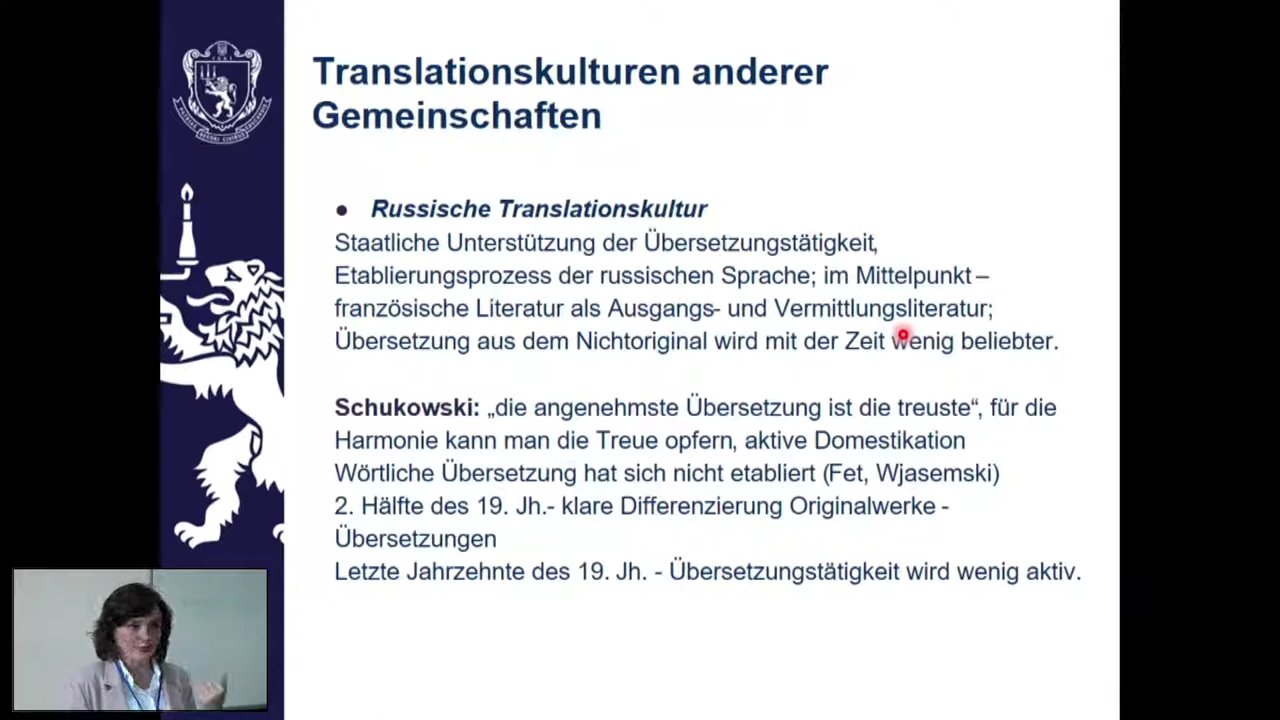 Translationskulturen anderer
Gemeinschaften
● Russische Translationskultur
Staatliche Unterstützung der Übersetzungstätigkeit,
Etablierungsprozess der russischen Sprache; im Mittelpunkt –
französische Literatur als Ausgangs- und Vermittlungsliteratur;
Übersetzung aus dem Nichtoriginal wird mit der Zeit wenig beliebter.
Schukowski: „die angenehmste Übersetzung ist die treuste“, für die
Harmonie kann man die Treue opfern, aktive Domestikation
Wörtliche Übersetzung hat sich nicht etabliert (Fet, Wjasemski)
2. Hälfte des 19. Jh.- klare Differenzierung Originalwerke -
Übersetzungen
Letzte Jahrzehnte des 19. Jh. - Übersetzungstätigkeit wird wenig aktiv.